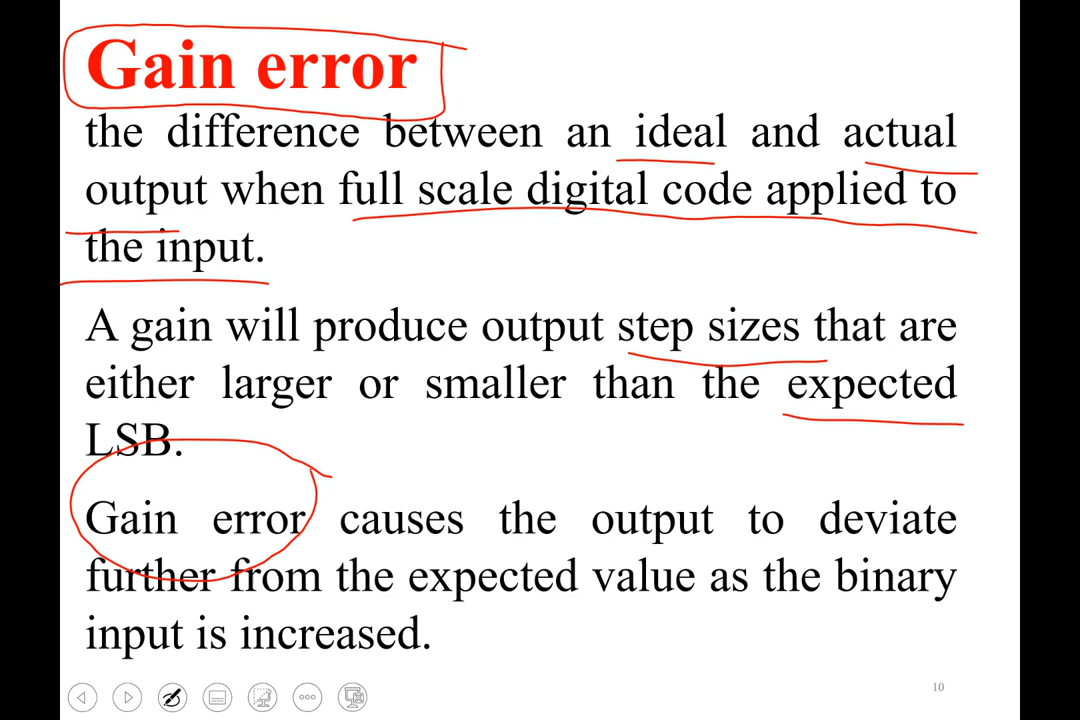 Gain error
the difference between an ideal and actual
output when full scale digital code applied to
the input.
A gain will produce output step sizes that are
either larger or smaller than the expected
LSB.
Gain error causes the output to deviate
further from the expected value as the binary
input is increased.
10